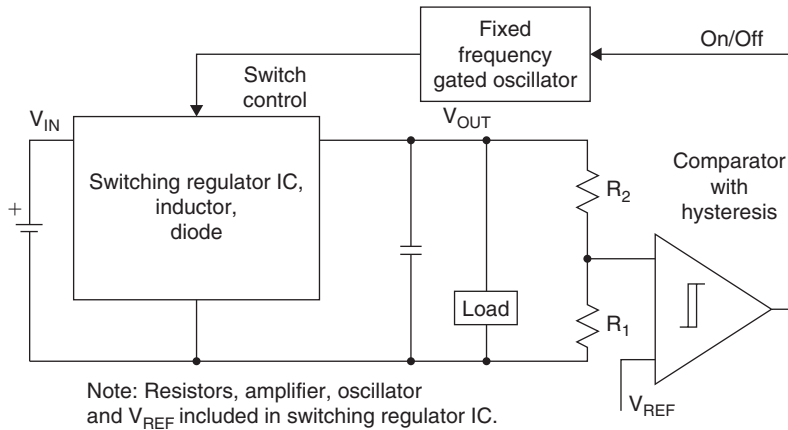 Fixed
frequency
gated oscillator
On/Off
Switch
control
V_IN
V_OUT
Switching regulator IC,
inductor,
diode
+
R_2
Comparator
with
hysteresis
Load
R_1
V_REF
Note: Resistors, amplifier, oscillator
and V_REF included in switching regulator IC.